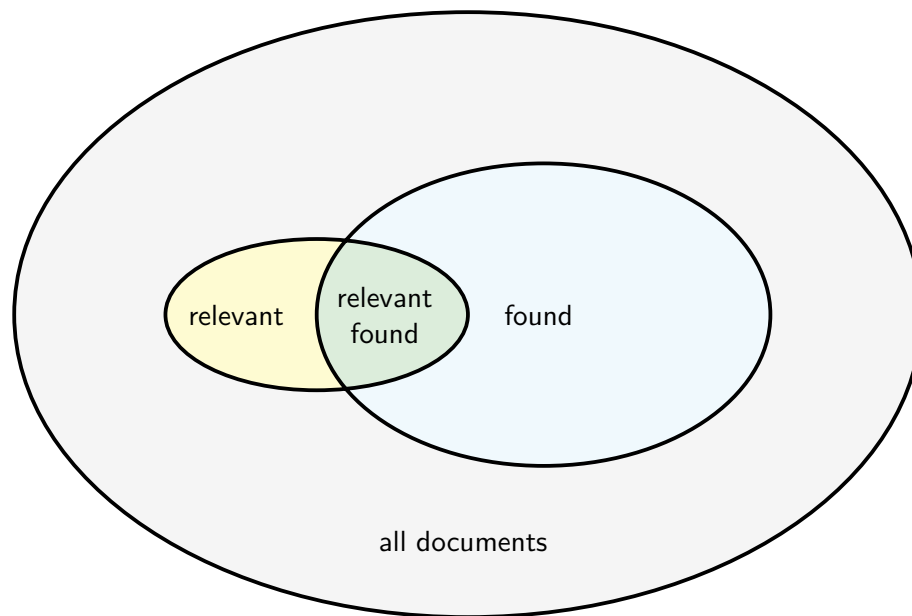 relevant
relevant
found
found
all documents